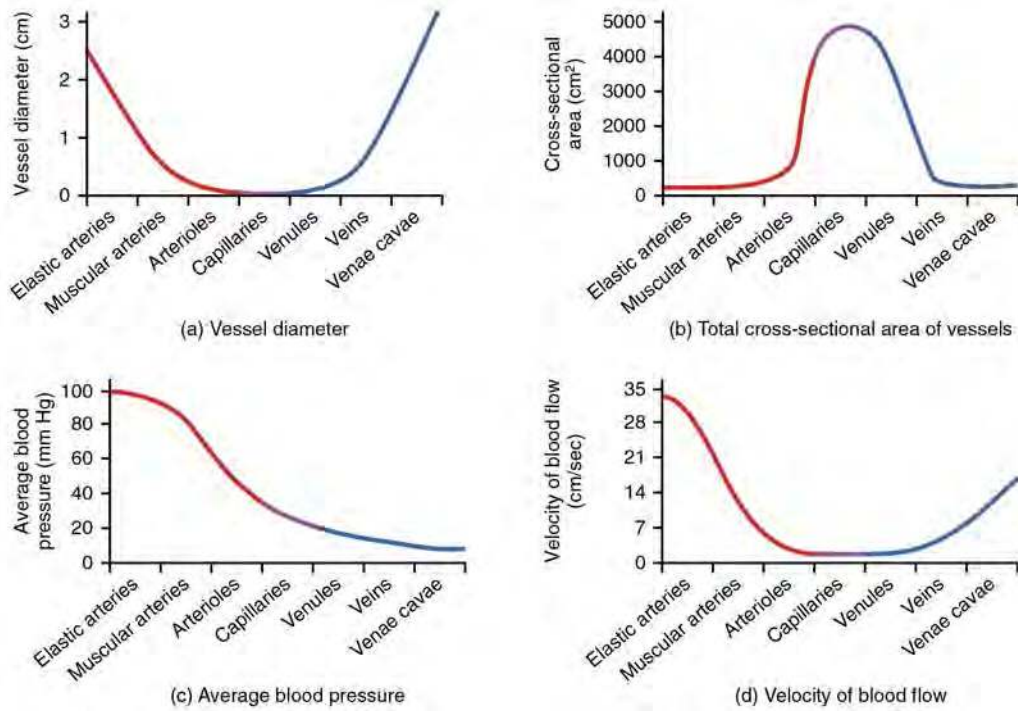 Vessel diameter (cm)
3
2
1
0
Elastic arteries
Muscular arteries
Arterioles
Capillaries
Venules
Veins
Venae cavae
(a) Vessel diameter
Cross-sectional
area (cm²)
5000
4000
3000
2000
1000
0
Elastic arteries
Muscular arteries
Arterioles
Capillaries
Venules
Veins
Venae cavae
(b) Total cross-sectional area of vessels
Average blood
pressure (mm Hg)
100
80
60
40
20
0
Elastic arteries
Muscular arteries
Arterioles
Capillaries
Venules
Veins
Venae cavae
(c) Average blood pressure
Velocity of blood flow
(cm/sec)
35
28
21
14
7
0
Elastic arteries
Muscular arteries
Arterioles
Capillaries
Venules
Veins
Venae cavae
(d) Velocity of blood flow